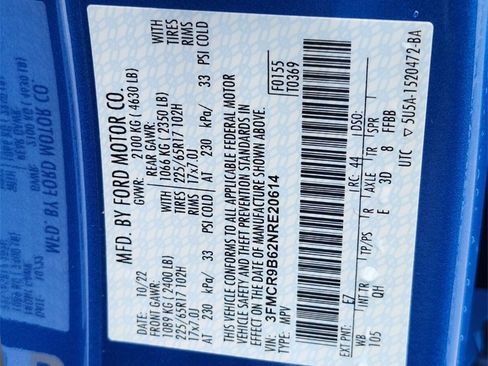 MFD. BY FORD MOTOR CO.
10/22
GVWR:
2100 KG ( 4630 LB)
FRONT GAWR:
1089 KG ( 2400 LB)
REAR GAWR:
1066 KG ( 2350 LB)
WITH
TIRES
RIMS
225/65R17 102H
17x7.0J
225/65R17 102H
17x7.0J
WITH
TIRES
RIMS
AT 230 kPa/ 33 PSI COLD
AT 230 kPa/ 33 PSI COLD
THIS VEHICLE CONFORMS TO ALL APPLICABLE FEDERAL MOTOR
VEHICLE SAFETY AND THEFT PREVENTION STANDARDS IN
EFFECT ON THE DATE OF MANUFACTURE SHOWN ABOVE.
VIN: 3FMCR9B62NRE20614
TYPE: MPV
F0155
T0369
EXT PNT: EZ
RC: 44
DSO:
WB
INT TR
TP/PS
R
AXLE
TR
SPR
105
QH
E
3D
8
FFBB
UTC ▽ 5U5A-1520472-BA